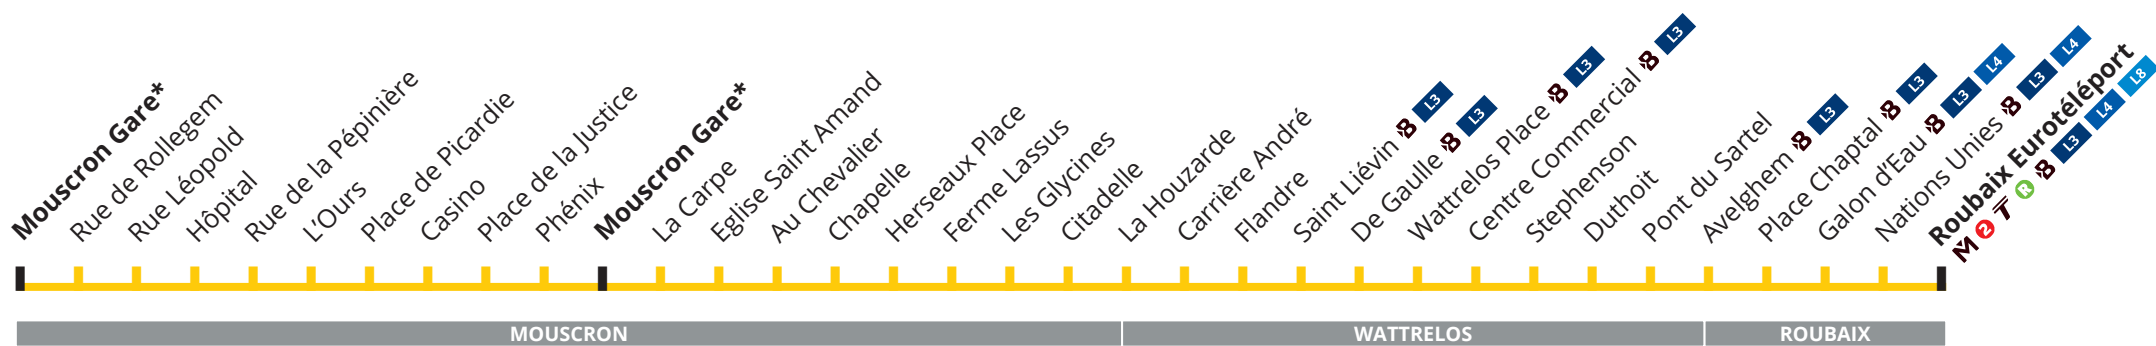 Mouscron Gare*
Rue de Rollegem
Rue Léopold
Hôpital
Rue de la Pépinière
L'Ours
Place de Picardie
Casino
Place de la Justice
Phénix
Mouscron Gare*
La Carpe
Eglise Saint Amand
Au Chevalier
Chapelle
Herseaux Place
Ferme Lassus
Les Glycines
Citadelle
La Houzarde
Carrière André
Flandre
Saint Liévin B L3
De Gaulle B L3
Wattrelos Place B L3
Centre Commercial B L3
Stephenson
Duthoit
Pont du Sartel
Avelghem B L3
Place Chaptal B L3
Galon d'Eau B L3 L4
Nations Unies B L3 L4
Roubaix Eurotéléport
M 2 T R B L3 L4 L8
MOUSCRON
WATTRELOS
ROUBAIX